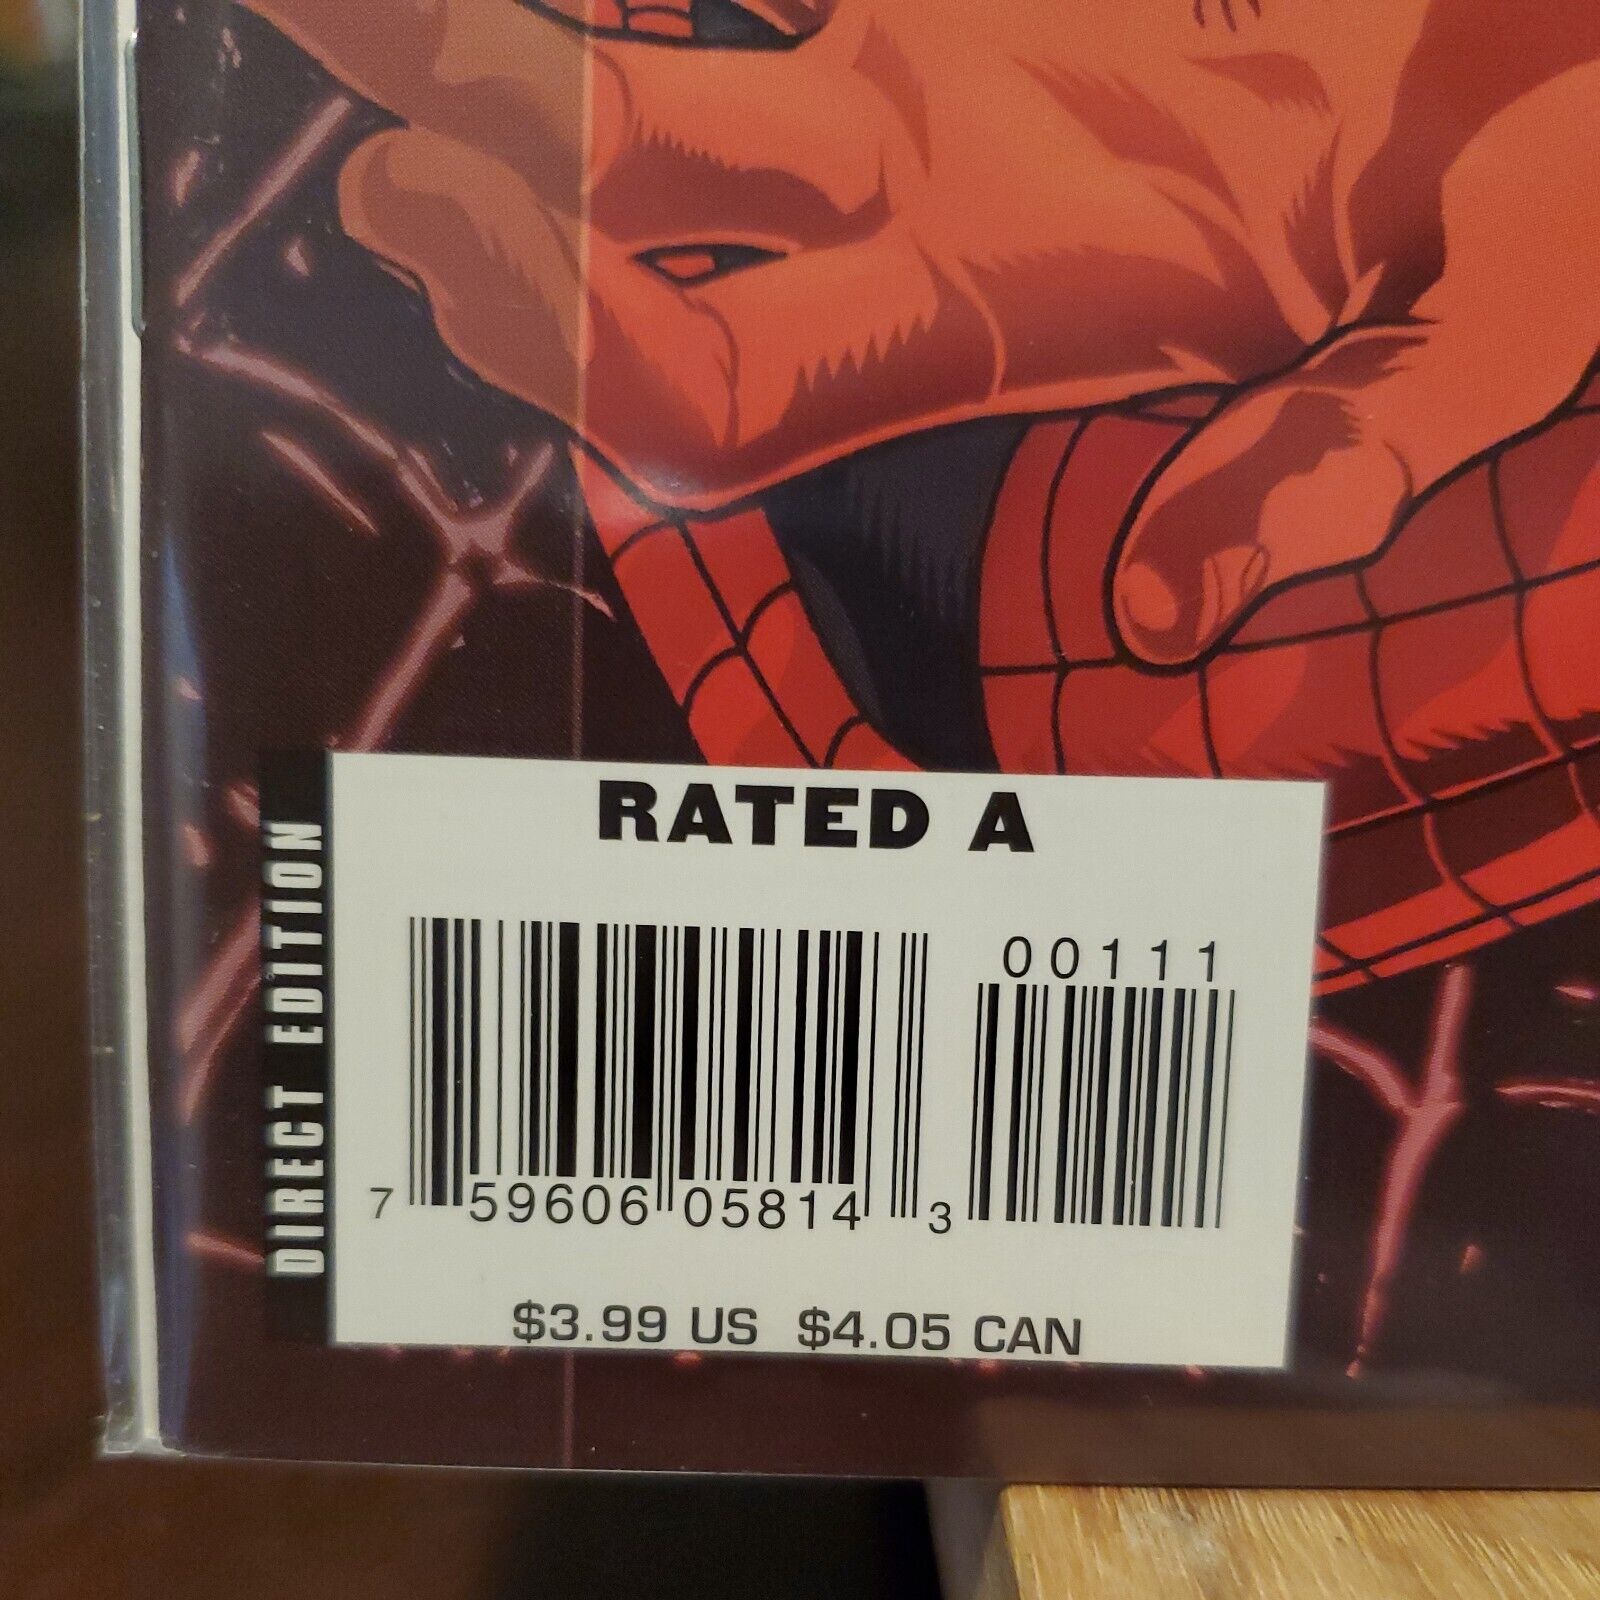 RATED A
DIRECT EDITION
00111
7 59606 05814 3
$3.99 US $4.05 CAN